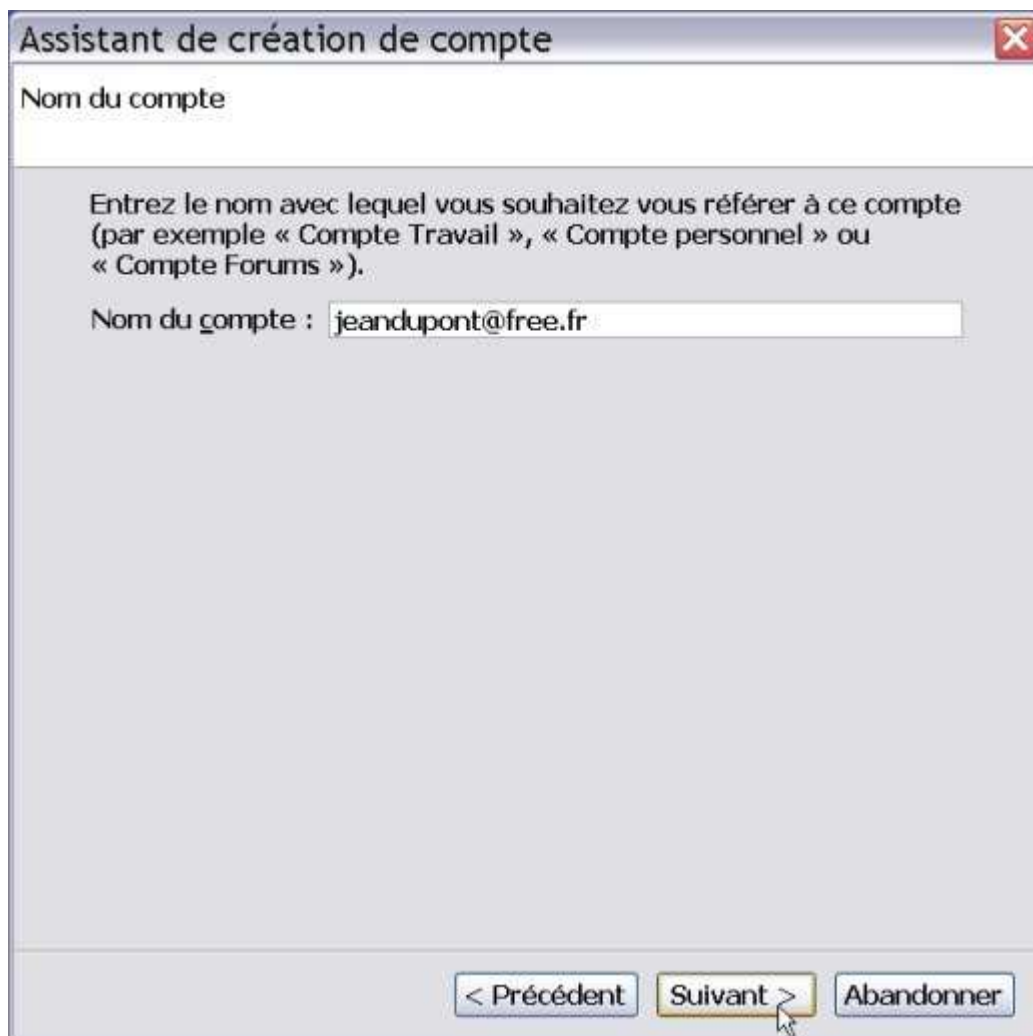 Assistant de création de compte
Nom du compte
Entrez le nom avec lequel vous souhaitez vous référer à ce compte
(par exemple « Compte Travail », « Compte personnel » ou
« Compte Forums »).
Nom du compte : jeandupont@free.fr
< Précédent Suivant > Abandonner